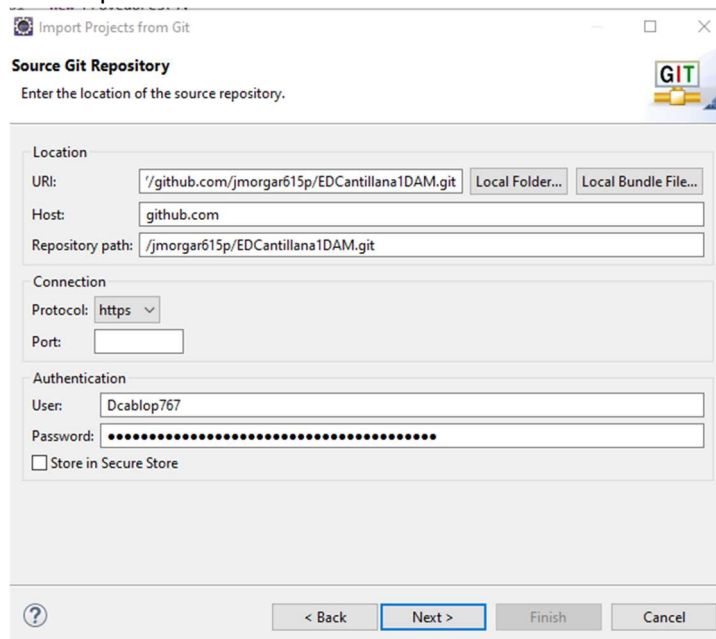 Import Projects from Git
Source Git Repository
Enter the location of the source repository.
GIT
Location
URI: '/github.com/jmorgar615p/EDCantillana1DAM.git Local Folder... Local Bundle File...
Host: github.com
Repository path: /jmorgar615p/EDCantillana1DAM.git
Connection
Protocol: https
Port:
Authentication
User: Dcablop767
Password: ●●●●●●●●●●●●●●●●●●●●●●●●●●●●●●●●●●●●●●●●
Store in Secure Store
? < Back Next > Finish Cancel